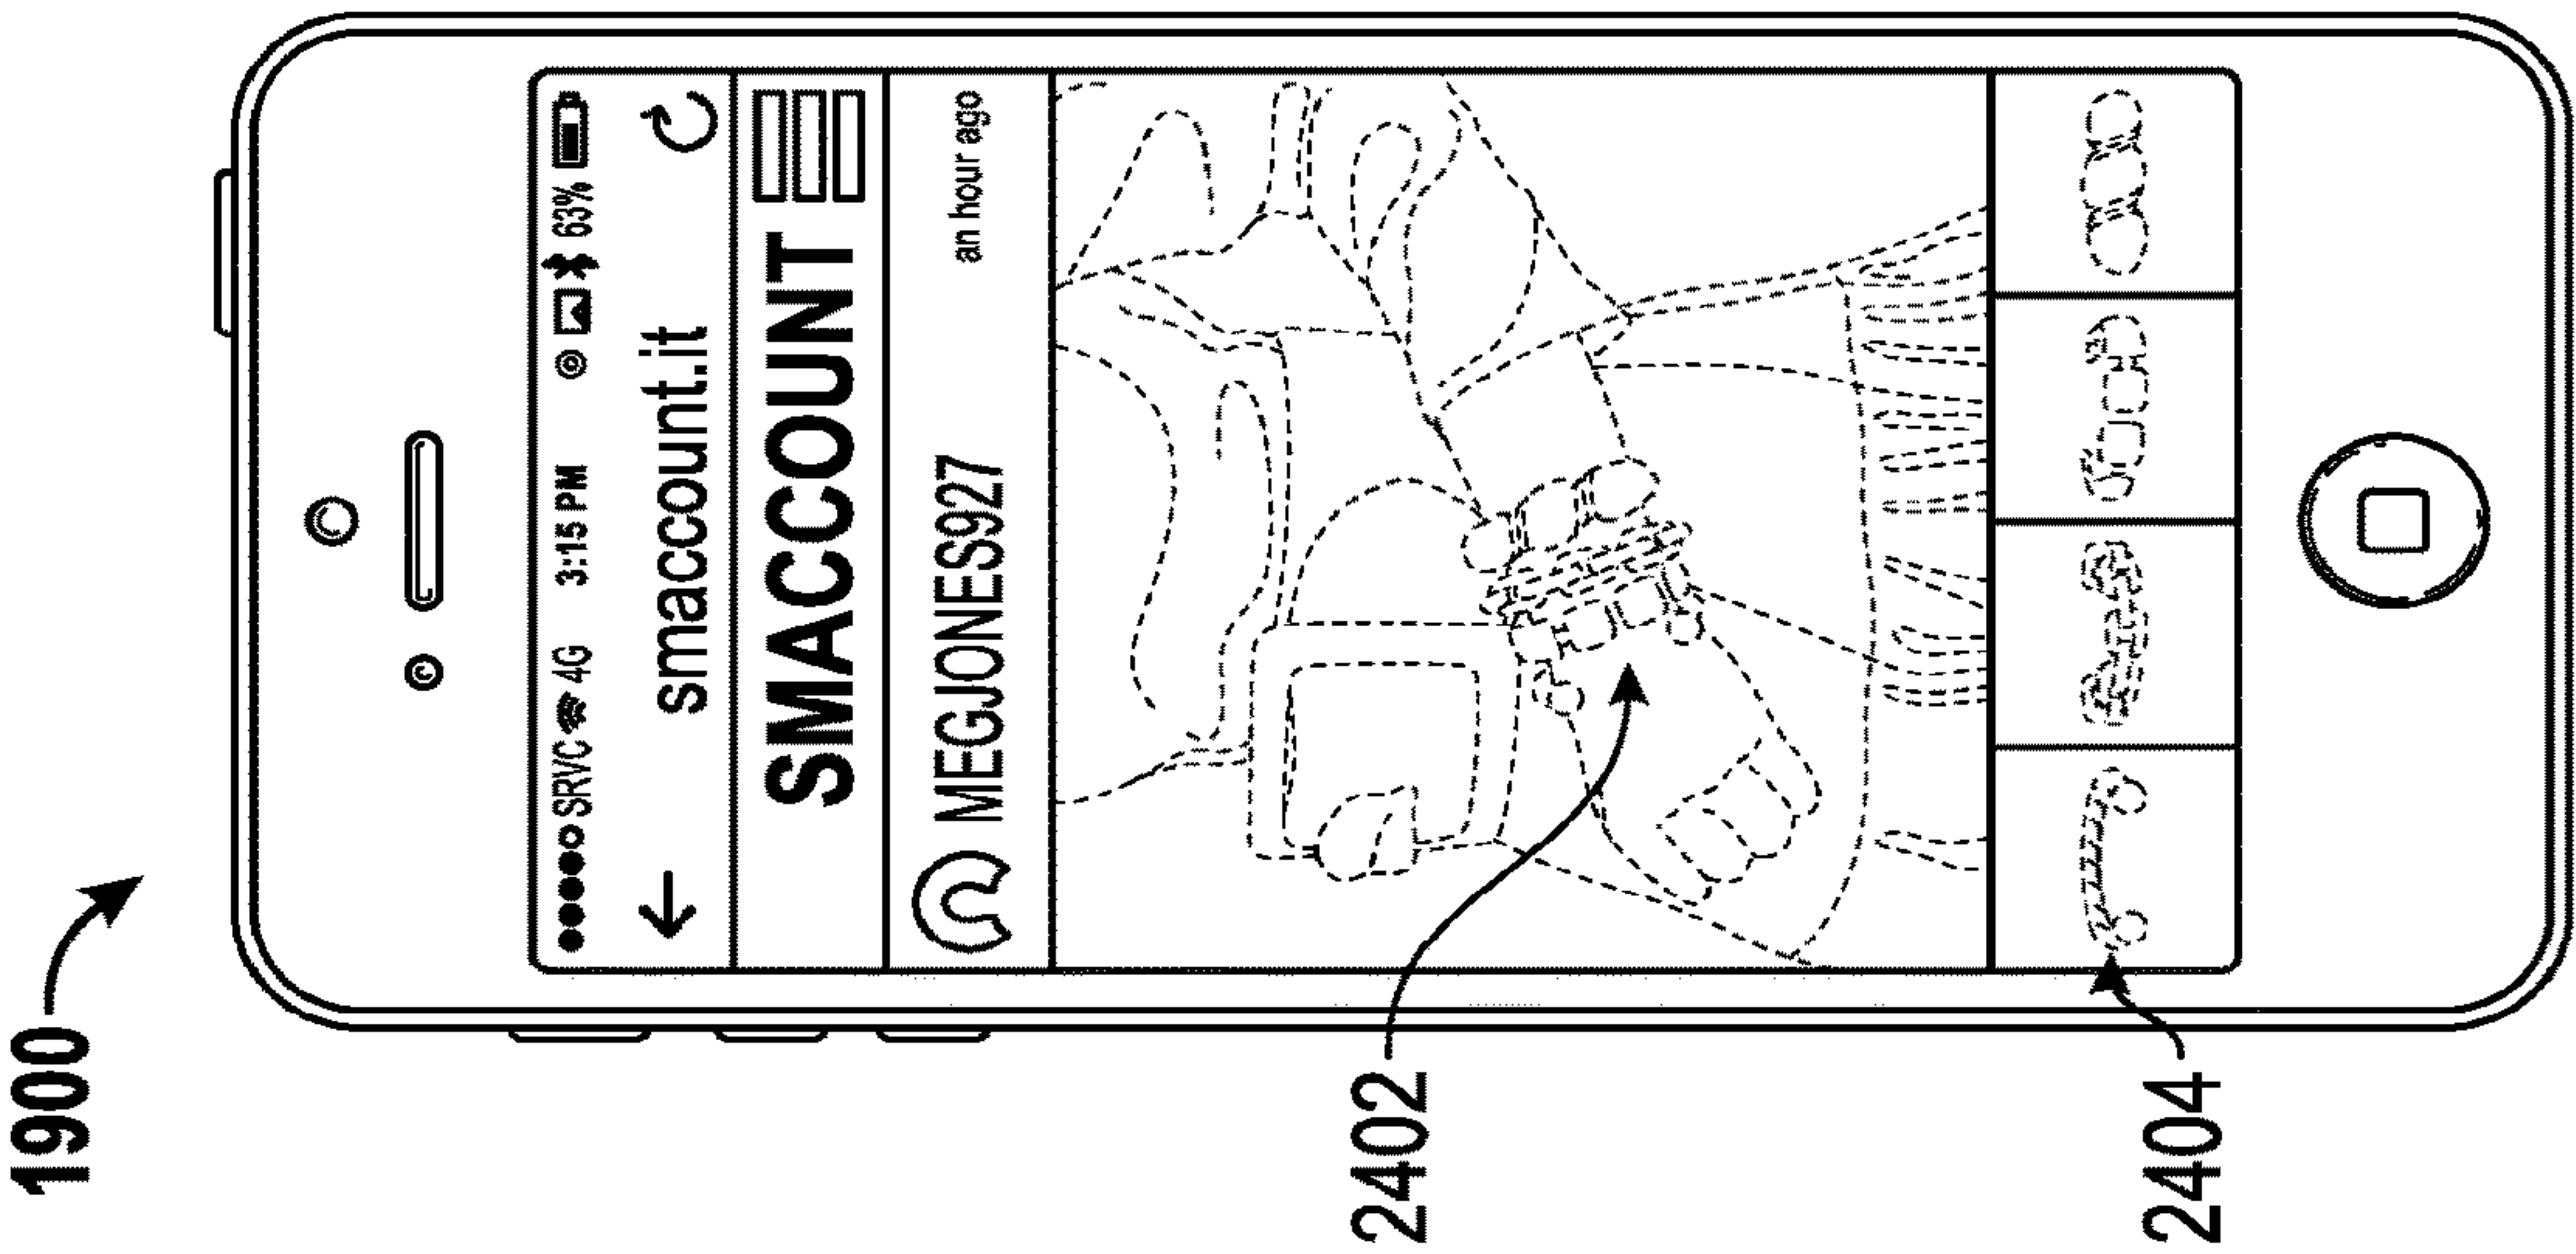 1900
SRVC 4G 3:15 PM 63%
smaccount.it
SMACCOUNT
MEGJONES927 an hour ago
2402
2404